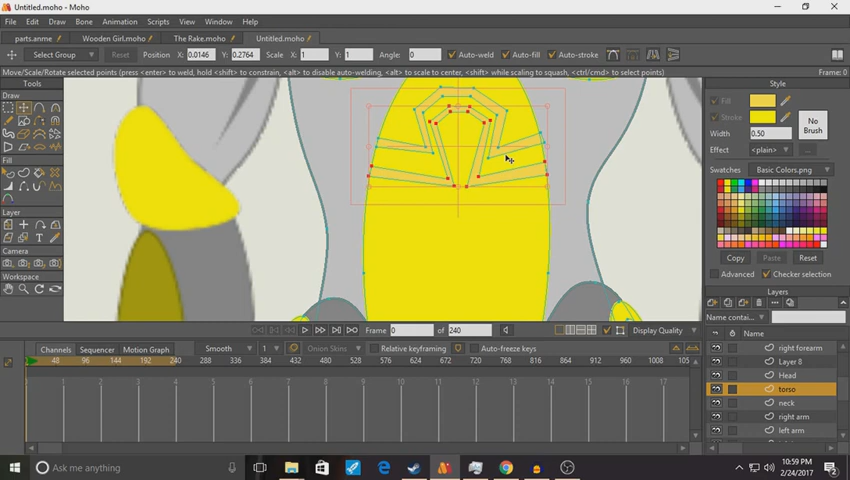 Untitled.moho - Moho
File Edit Draw Bone Animation Scripts View Window Help
parts.anme Wooden Girl.moho The Rake.moho Untitled.moho
Select Group Position X: 0.0146 Y: 0.2764 Scale X: 1 Y: 1 Angle: 0 Auto-weld Auto-fill Auto-stroke
Move/Scale/Rotate selected points (press <enter> to weld, hold <shift> to constrain, <alt> to disable auto-welding, <alt> to scale to center, <shift> while scaling to squash, <ctrl/cmd> to select points) Frame: 0
Tools
Draw
Fill
Layer
Camera
Workspace
Style
Fill
Stroke
No Brush
Width 0.50
Effect <plain>
Swatches Basic Colors.png
Copy Paste Reset
Advanced Checker selection
Layers
Name contai...
Name
right forearm
Layer 8
Head
torso
neck
right arm
left arm
Frame 0 of 240 Display Quality
Channels Sequencer Motion Graph Smooth 1 Onion Skins Relative keyframing Auto-freeze keys
48 96 144 192 240 288 336 384 432 480 528 576 624 672 720 768 816 864 912 960 1008 105
1 2 3 4 5 6 7 8 9 10 11 12 13 14 15 16 17
Ask me anything
10:59 PM
2/24/2017